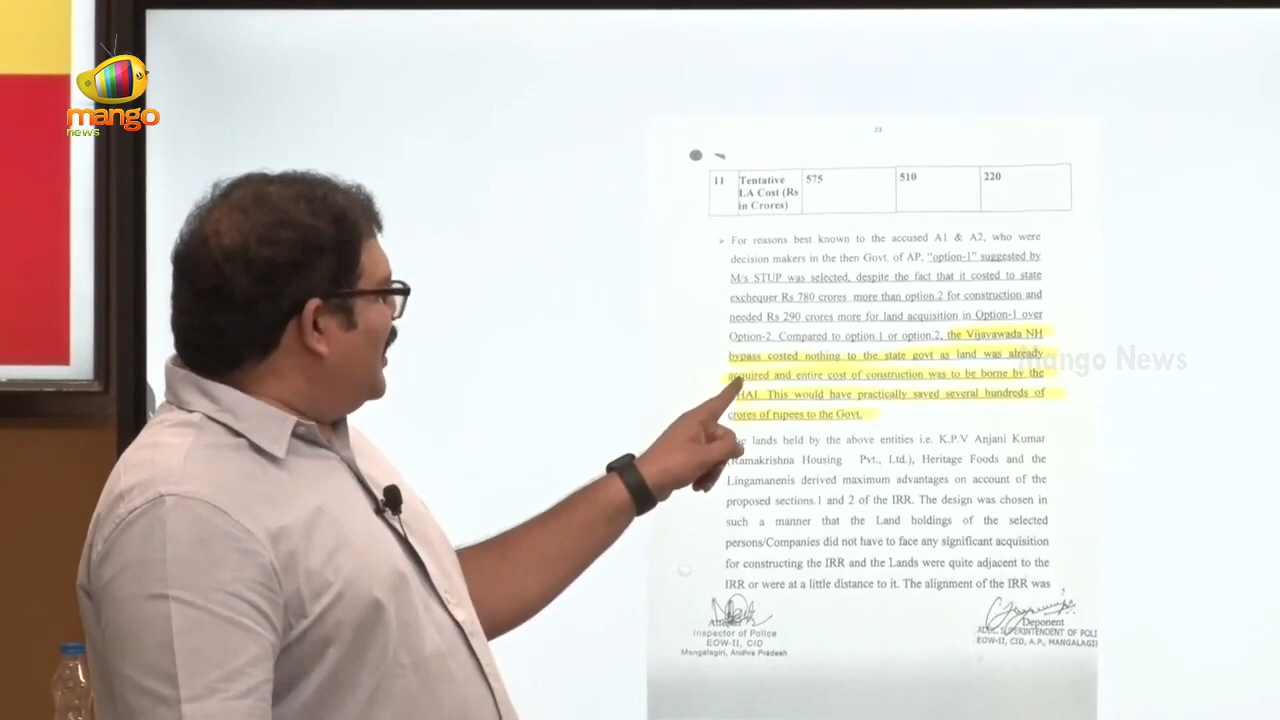 mango
news
23
11 Tentative LA Cost (Rs in Crores) 575 510 220
➢ For reasons best known to the accused A1 & A2, who were
decision makers in the then Govt. of AP, “option-1” suggested by
M/s STUP was selected, despite the fact that it costed to state
exchequer Rs 780 crores more than option.2 for construction and
needed Rs 290 crores more for land acquisition in Option-1 over
Option-2. Compared to option.1 or option.2, the Vijayawada NH
bypass costed nothing to the state govt as land was already
acquired and entire cost of construction was to be borne by the
HAI. This would have practically saved several hundreds of
crores of rupees to the Govt.
Mango News
lands held by the above entities i.e. K.P.V Anjani Kumar
(Ramakrishna Housing Pvt., Ltd.), Heritage Foods and the
Lingamanenis derived maximum advantages on account of the
proposed sections.1 and 2 of the IRR. The design was chosen in
such a manner that the Land holdings of the selected
persons/Companies did not have to face any significant acquisition
for constructing the IRR and the Lands were quite adjacent to the
IRR or were at a little distance to it. The alignment of the IRR was
Inspector of Police
EOW-II, CID
Mangalagiri, Andhra Pradesh
Deponent
ADDL. SUPERINTENDENT OF POLI
EOW-II, CID, A.P., MANGALAGI